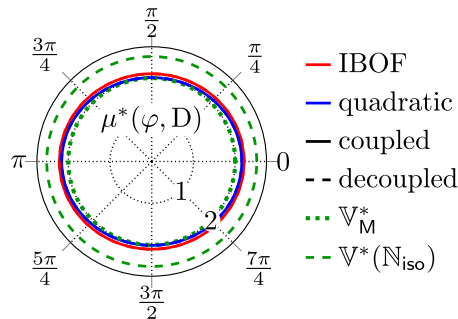 π/2
3π/4
π/4
μ*(φ, D)
π
0
1
2
5π/4
7π/4
3π/2
IBOF
quadratic
coupled
decoupled
𝕍*_M
𝕍*(ℕ_iso)